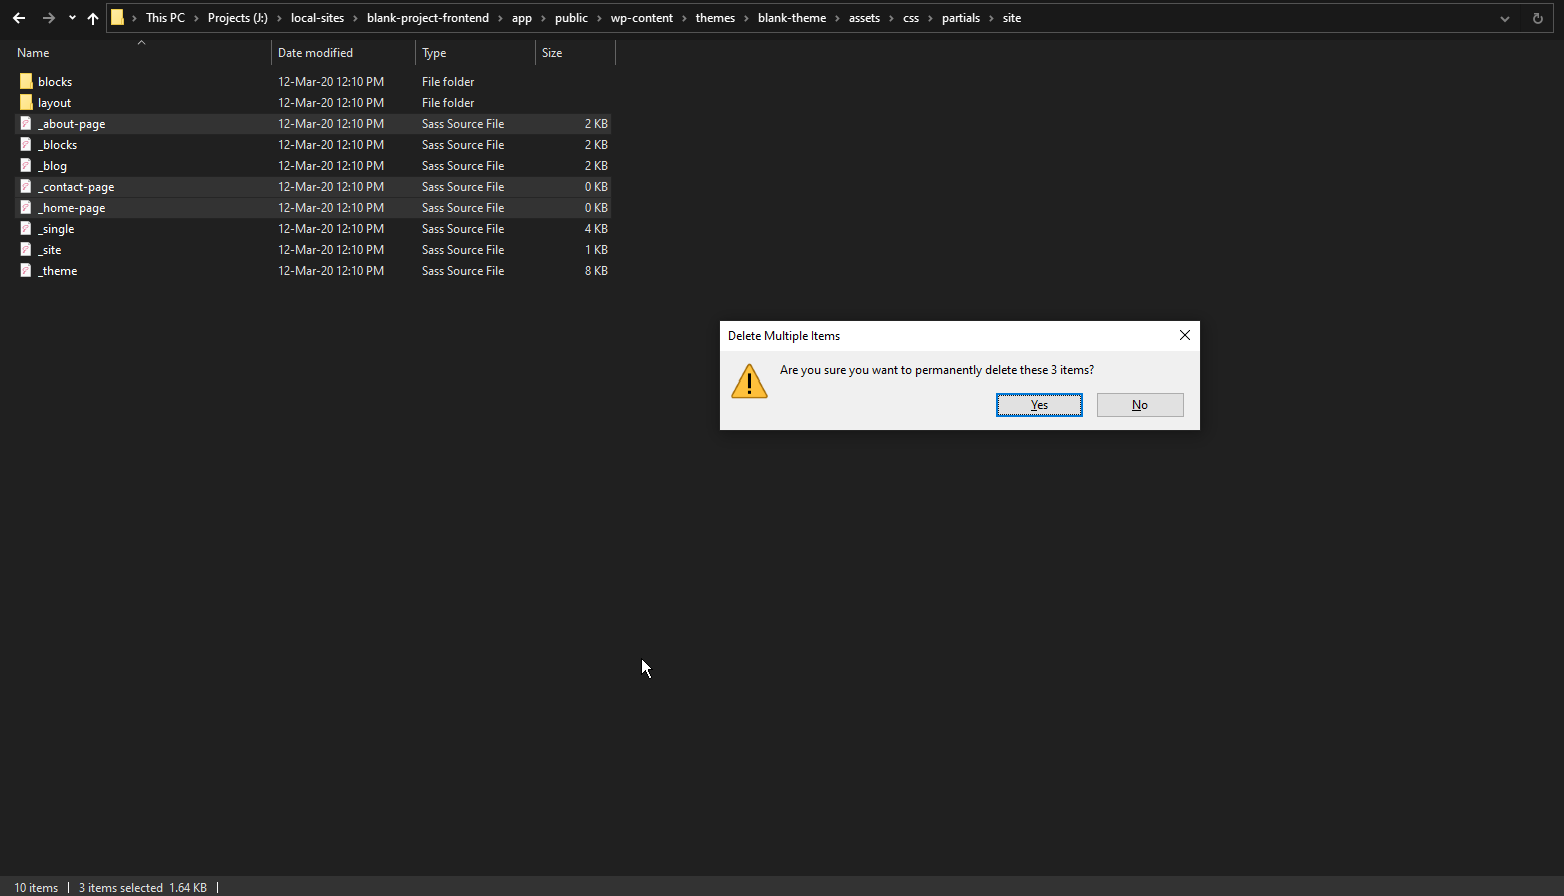 This PC > Projects (J:) > local-sites > blank-project-frontend > app > public > wp-content > themes > blank-theme > assets > css > partials > site
Name Date modified Type Size
blocks 12-Mar-20 12:10 PM File folder
layout 12-Mar-20 12:10 PM File folder
_about-page 12-Mar-20 12:10 PM Sass Source File 2 KB
_blocks 12-Mar-20 12:10 PM Sass Source File 2 KB
_blog 12-Mar-20 12:10 PM Sass Source File 2 KB
_contact-page 12-Mar-20 12:10 PM Sass Source File 0 KB
_home-page 12-Mar-20 12:10 PM Sass Source File 0 KB
_single 12-Mar-20 12:10 PM Sass Source File 4 KB
_site 12-Mar-20 12:10 PM Sass Source File 1 KB
_theme 12-Mar-20 12:10 PM Sass Source File 8 KB
Delete Multiple Items
Are you sure you want to permanently delete these 3 items?
Yes No
10 items 3 items selected 1.64 KB